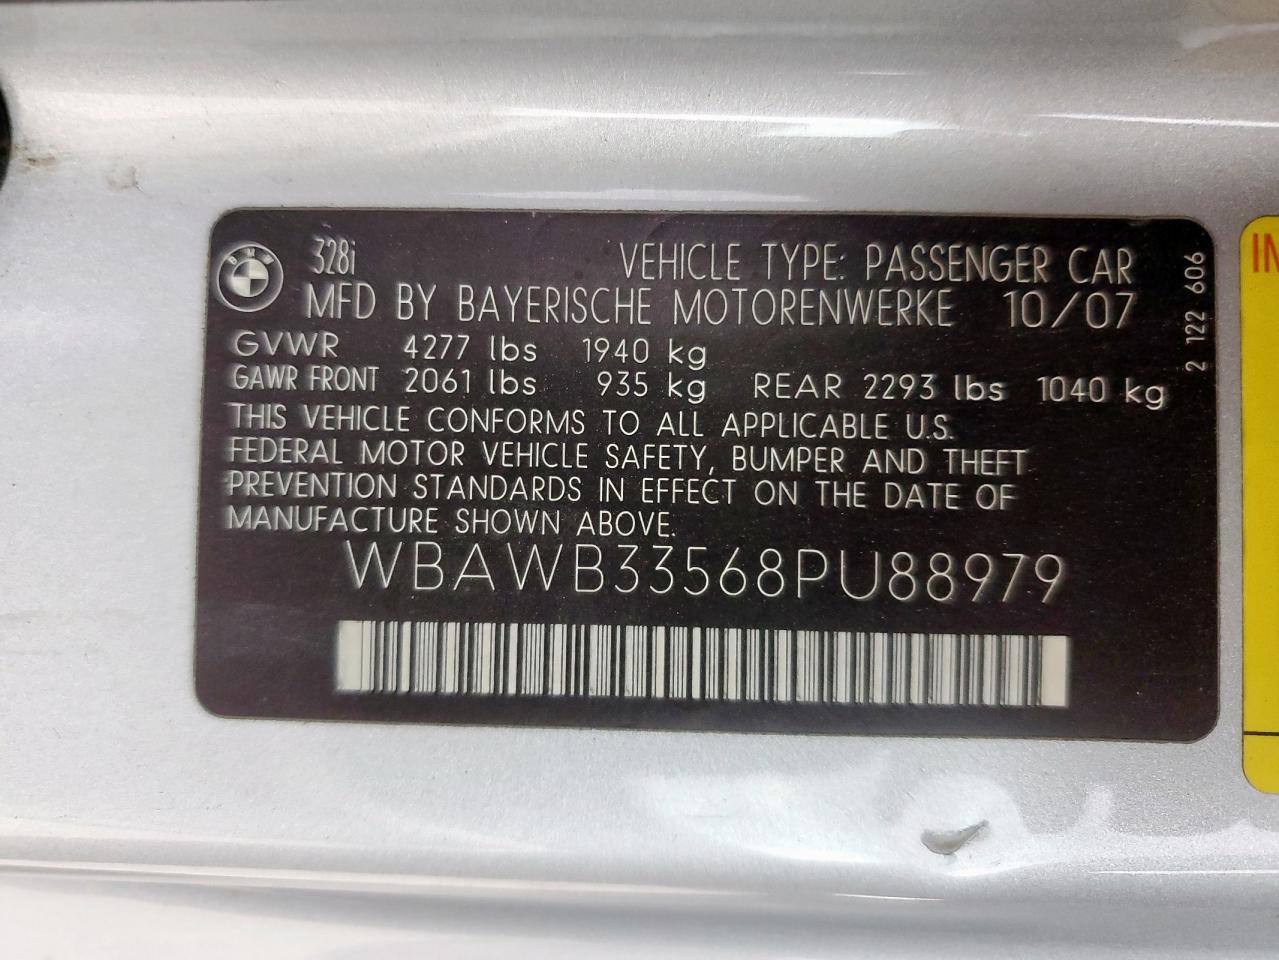 BMW
328i VEHICLE TYPE: PASSENGER CAR
MFD BY BAYERISCHE MOTORENWERKE 10/07
GVWR 4277 lbs 1940 kg
GAWR FRONT 2061 lbs 935 kg REAR 2293 lbs 1040 kg
THIS VEHICLE CONFORMS TO ALL APPLICABLE U.S.
FEDERAL MOTOR VEHICLE SAFETY, BUMPER AND THEFT
PREVENTION STANDARDS IN EFFECT ON THE DATE OF
MANUFACTURE SHOWN ABOVE.
WBAWB33568PU88979
2 122 606
IN